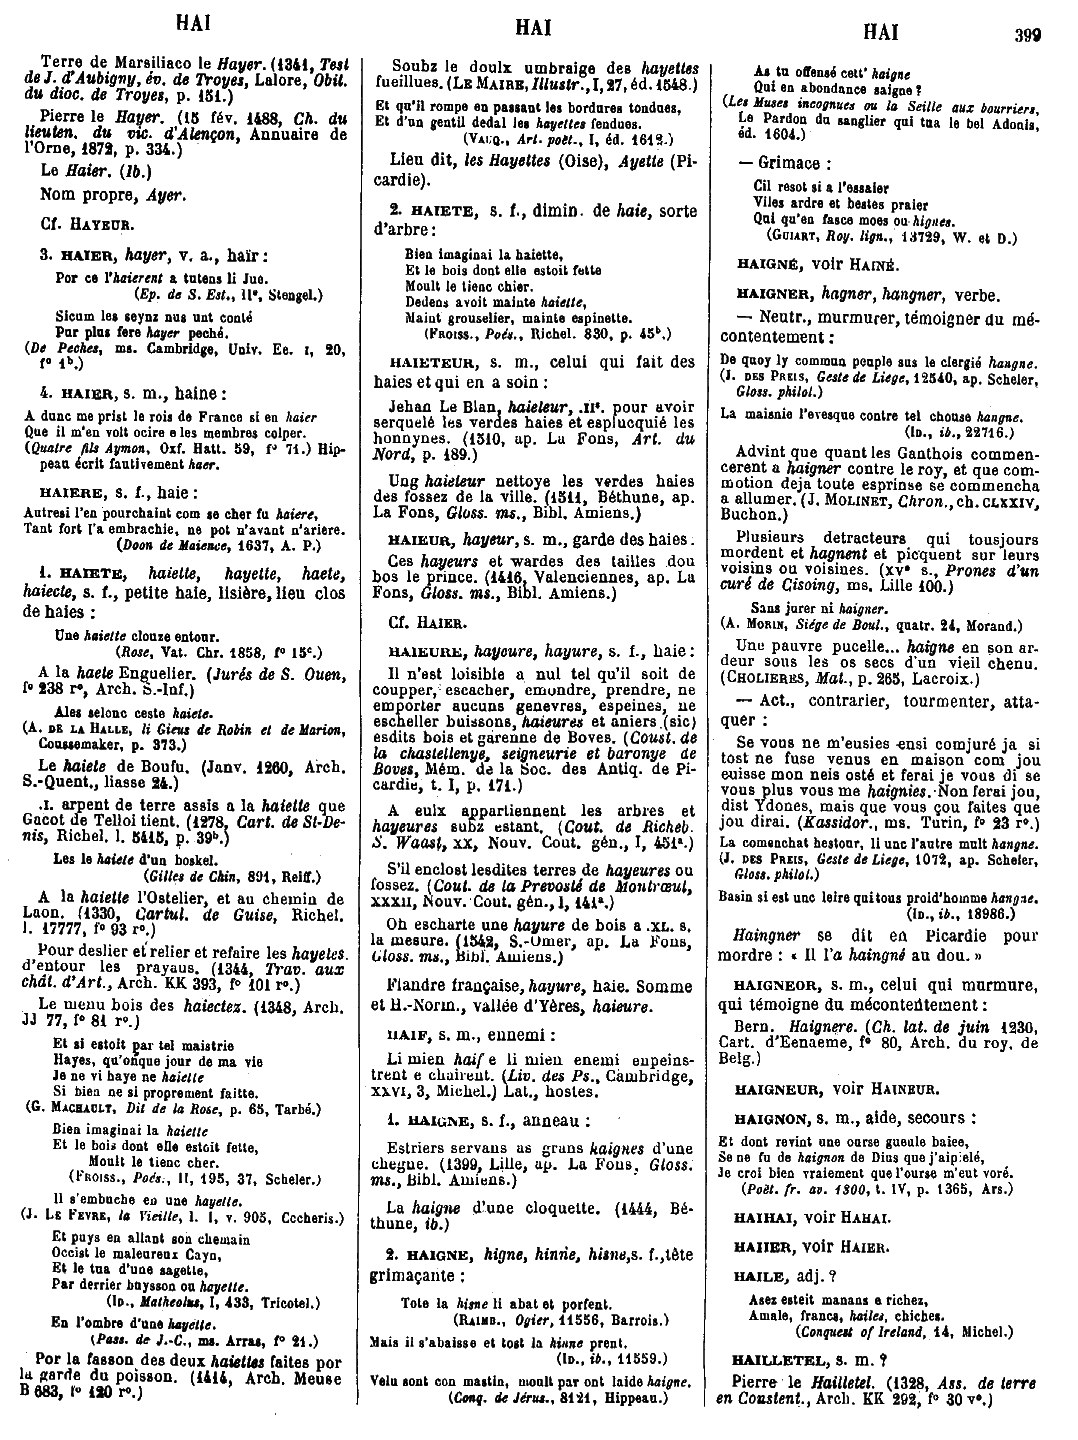 HAI
HAI
HAI
399
Terre de Marsiliaco le Hayer. (1341, Test
de J. d'Aubigny, év. de Troyes, Lalore, Obit.
du dioc. de Troyes, p. 151.)
Pierre le Hayer. (15 fév. 1488, Ch. du
lieuten. du vic. d'Alençon, Annuaire de
l'Orne, 1872, p. 334.)
Le Haier. (Ib.)
Nom propre, Ayer.
Cf. HAYEUR.
3. HAIER, hayer, v. a., haïr :
Por ce l'haierent a tutens li Jue.
(Ep. de S. Est., IIe, Stengel.)
Sicum les seynz nus unt conté
Pur plus fere hayer peché.
(De Peches, ms. Cambridge, Univ. Ee. I, 20,
fo 1b.)
4. HAIER, s. m., haine :
A dunc me prist le rois de France si en haier
Que il m'en volt ocire e les membres colper.
(Quatre fils Aymon, Oxf. Hatt. 59, fo 71.) Hip-
peau écrit fautivement haer.
HAIERE, s. f., haie :
Autresi l'en pourchaint com se cher fu haiere,
Tant fort l'a embrachie, ne pot n'avant n'ariere.
(Doon de Maience, 1637, A. P.)
1. HAIETE, haiette, hayette, haete,
haiecte, s. f., petite haie, lisière, lieu clos
de haies :
Une haiette clouze entour.
(Rose, Vat. Chr. 1858, fo 15c.)
A la haete Enguelier. (Jurés de S. Ouen,
fo 238 ro, Arch. S.-Inf.)
Ales selonc ceste haiete.
(A. DE LA HALLE, li Gieus de Robin et de Marion,
Coussemaker, p. 373.)
Le haiete de Boufu. (Janv. 1260, Arch.
S.-Quent., liasse 24.)
.I. arpent de terre assis a la haiette que
Gacot de Telloi tient. (1278, Cart. de St-De-
nis, Richel. l. 5415, p. 39b.)
Les le haiete d'un boskel.
(Gilles de Chin, 891, Reiff.)
A la haiette l'Ostelier, et au chemin de
Laon. (1330, Cartul. de Guise, Richel.
l. 17777, fo 93 ro.)
Pour deslier et relier et refaire les hayetes
d'entour les prayaus. (1344, Trav. aux
chât. d'Art., Arch. KK 393, fo 101 ro.)
Le menu bois des haiectez. (1348, Arch.
JJ 77, fo 81 ro.)
Et si estoit par tel maistrie
Hayes, qu'onque jour de ma vie
Je ne vi haye ne haiette
Si bien ne si proprement faitte.
(G. MACHAULT, Dit de la Rose, p. 65, Tarbé.)
Bien imaginai la haiette
Et le bois dont elle estoit fette,
Moult le tienc cher.
(FROISS., Poés., II, 195, 37, Scheler.)
Il s'embuche en une hayette.
(J. LE FEVRE, la Vieille, l. I, v. 905, Cocheris.)
Et puys en allant son chemain
Occist le maleureux Cayn,
Et le tua d'une sagette,
Par derrier buysson ou hayette.
(ID., Matheolus, I, 433, Tricotel.)
En l'ombre d'une hayette.
(Pass. de J.-C., ms. Arras, fo 21.)
Por la fasson des deux haiettes faites por
la garde du poisson. (1414, Arch. Meuse
B 683, fo 120 ro.)
Soubz le doulx umbraige des hayettes
fueillues. (LE MAIRE, Illustr., I, 27, éd. 1548.)
Et qu'il rompe en passant les bordures tondues,
Et d'un gentil dedal les hayettes fendues.
(VAUQ., Art. poët., I, éd. 1612.)
Lieu dit, les Hayettes (Oise), Ayette (Pi-
cardie).
2. HAIETE, s. f., dimin. de haie, sorte
d'arbre :
Bien imaginai la haiette,
Et le bois dont elle estoit fette
Moult le tienc chier.
Dedens avoit mainte haiette,
Maint grouselier, mainte espinette.
(FROISS., Poés., Richel. 830, p. 45b.)
HAIETEUR, s. m., celui qui fait des
haies et qui en a soin :
Jehan Le Blan, haieteur, .IIs. pour avoir
serquelé les verdes haies et esplucquié les
honnynes. (1510, ap. La Fons, Art. du
Nord, p. 189.)
Ung haieteur nettoye les verdes haies
des fossez de la ville. (1511, Béthune, ap.
La Fons, Gloss. ms., Bibl. Amiens.)
HAIEUR, hayeur, s. m., garde des haies.
Ces hayeurs et wardes des tailles dou
bos le prince. (1416, Valenciennes, ap. La
Fons, Gloss. ms., Bibl. Amiens.)
Cf. HAIER.
HAIEURE, hayoure, hayure, s. f., haie :
Il n'est loisible a nul tel qu'il soit de
coupper, escacher, emondre, prendre, ne
emporter aucuns genevres, espeines, ne
escheller buissons, haieures et aniers (sic)
esdits bois et garenne de Boves. (Coust. de
la chastellenye, seigneurie et baronye de
Boves, Mém. de la Soc. des Antiq. de Pi-
cardie, t. I, p. 171.)
A eulx appartiennent les arbres et
hayeures subz estant. (Cout. de Richeb.
S. Waast, XX, Nouv. Cout. gén., I, 451a.)
S'il enclost lesdites terres de hayeures ou
fossez. (Cout. de la Prevosté de Montrœul,
XXXII, Nouv. Cout. gén., I, 141a.)
On escharte une hayure de bois a .XL. s.
la mesure. (1542, S.-Omer, ap. La Fons,
Gloss. ms., Bibl. Amiens.)
Flandre française, hayure, haie. Somme
et H.-Norm., vallée d'Yères, haieure.
HAIF, s. m., ennemi :
Li mien haif e li mien enemi enpeins-
trent e chairent. (Liv. des Ps., Cambridge,
XXVI, 3, Michel.) Lat., hostes.
1. HAIGNE, s. f., anneau :
Estriers servans as grans kaignes d'une
chegue. (1399, Lille, ap. La Fons, Gloss.
ms., Bibl. Amiens.)
La haigne d'une cloquette. (1444, Bé-
thune, ib.)
2. HAIGNE, higne, hinne, hisne, s. f., tête
grimaçante :
Tote la hisne li abat et porfent.
(RAIMB., Ogier, 11556, Barrois.)
Mais il s'abaisse et tost la hinne prent.
(ID., ib., 11559.)
Velu sont con mastin, moult par ont laide haigne.
(Conq. de Jérus., 8121, Hippeau.)
As tu offensé cett' haigne
Qui en abondance saigne ?
(Les Muses incognues ou la Seille aux bourriers,
Le Pardon du sanglier qui tua le bel Adonis,
éd. 1604.)
— Grimace :
Cil resot si a l'essaier
Viles ardre et bestes praier
Qui qu'en fasce moes ou hignes.
(GUIART, Roy. lign., 13729, W. et D.)
HAIGNÉ, voir HAINÉ.
HAIGNER, hagner, hangner, verbe.
— Neutr., murmurer, témoigner du mé-
contentement :
De quoy ly commun peuple sus le clergié hangne.
(J. DES PREIS, Geste de Liege, 12540, ap. Scheler,
Gloss. philol.)
La maisnie l'evesque contre tel chouse hangne.
(ID., ib., 22716.)
Advint que quant les Ganthois commen-
cerent a haigner contre le roy, et que com-
motion deja toute esprinse se commencha
a allumer. (J. MOLINET, Chron., ch. CLXXIV,
Buchon.)
Plusieurs detracteurs qui tousjours
mordent et hagnent et picquent sur leurs
voisins ou voisines. (XVe s., Prones d'un
curé de Cisoing, ms. Lille 100.)
Sans jurer ni haigner.
(A. MORIN, Siége de Boul., quatr. 24, Morand.)
Une pauvre pucelle... haigne en son ar-
deur sous les os secs d'un vieil chenu.
(CHOLIERES, Mat., p. 265, Lacroix.)
— Act., contrarier, tourmenter, atta-
quer :
Se vous ne m'eusies ensi comjuré ja si
tost ne fuse venus en maison com jou
euisse mon neis osté et ferai je vous di se
vous plus vous me haignies. Non ferai jou,
dist Ydones, mais que vous çou faites que
jou dirai. (Kassidor., ms. Turin, fo 23 ro.)
La comenchat hestour, li unc l'autre mult hangne.
(J. DES PREIS, Geste de Liege, 1072, ap. Scheler,
Gloss. philol.)
Basin si est unc leire qui tous proid'homme hangne.
(ID., ib., 18986.)
Haingner se dit en Picardie pour
mordre : « Il l'a haingné au dou. »
HAIGNEOR, s. m., celui qui murmure,
qui témoigne du mécontentement :
Bern. Haignere. (Ch. lat. de juin 1230,
Cart. d'Eenaeme, fo 80, Arch. du roy. de
Belg.)
HAIGNEUR, voir HAINEUR.
HAIGNON, s. m., aide, secours :
Et dont revint une ourse gueule baiee,
Se ne fu de haignon de Dius que j'aipelé,
Je croi bien vraiement que l'ourse m'eut voré.
(Poët. fr. av. 1300, t. IV, p. 1365, Ars.)
HAIHAI, voir HAHAI.
HAIIER, voir HAIER.
HAILE, adj. ?
Asez esteit manans e richez,
Amale, francs, hailes, chiches.
(Conquest of Ireland, 14, Michel.)
HAILLETEL, s. m. ?
Pierre le Hailletel. (1328, Ass. de terre
en Constent., Arch. KK 292, fo 30 vo.)